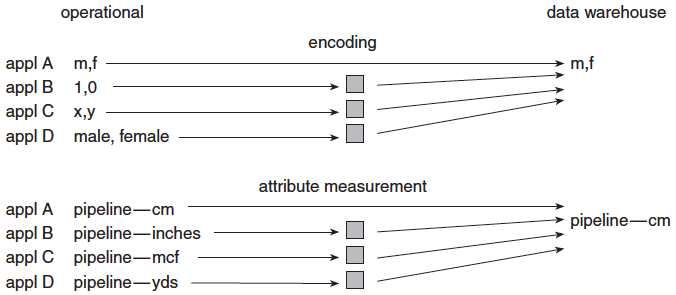 operational data warehouse
encoding
appl A m,f m,f
appl B 1,0
appl C x,y
appl D male, female
attribute measurement
appl A pipeline—cm
pipeline—cm
appl B pipeline—inches
appl C pipeline—mcf
appl D pipeline—yds